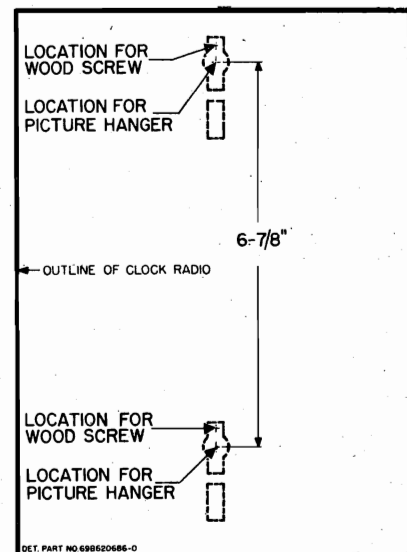 LOCATION FOR
WOOD SCREW
LOCATION FOR
PICTURE HANGER
6-7/8"
OUTLINE OF CLOCK RADIO
LOCATION FOR
WOOD SCREW
LOCATION FOR
PICTURE HANGER
DET. PART NO.698620686-0